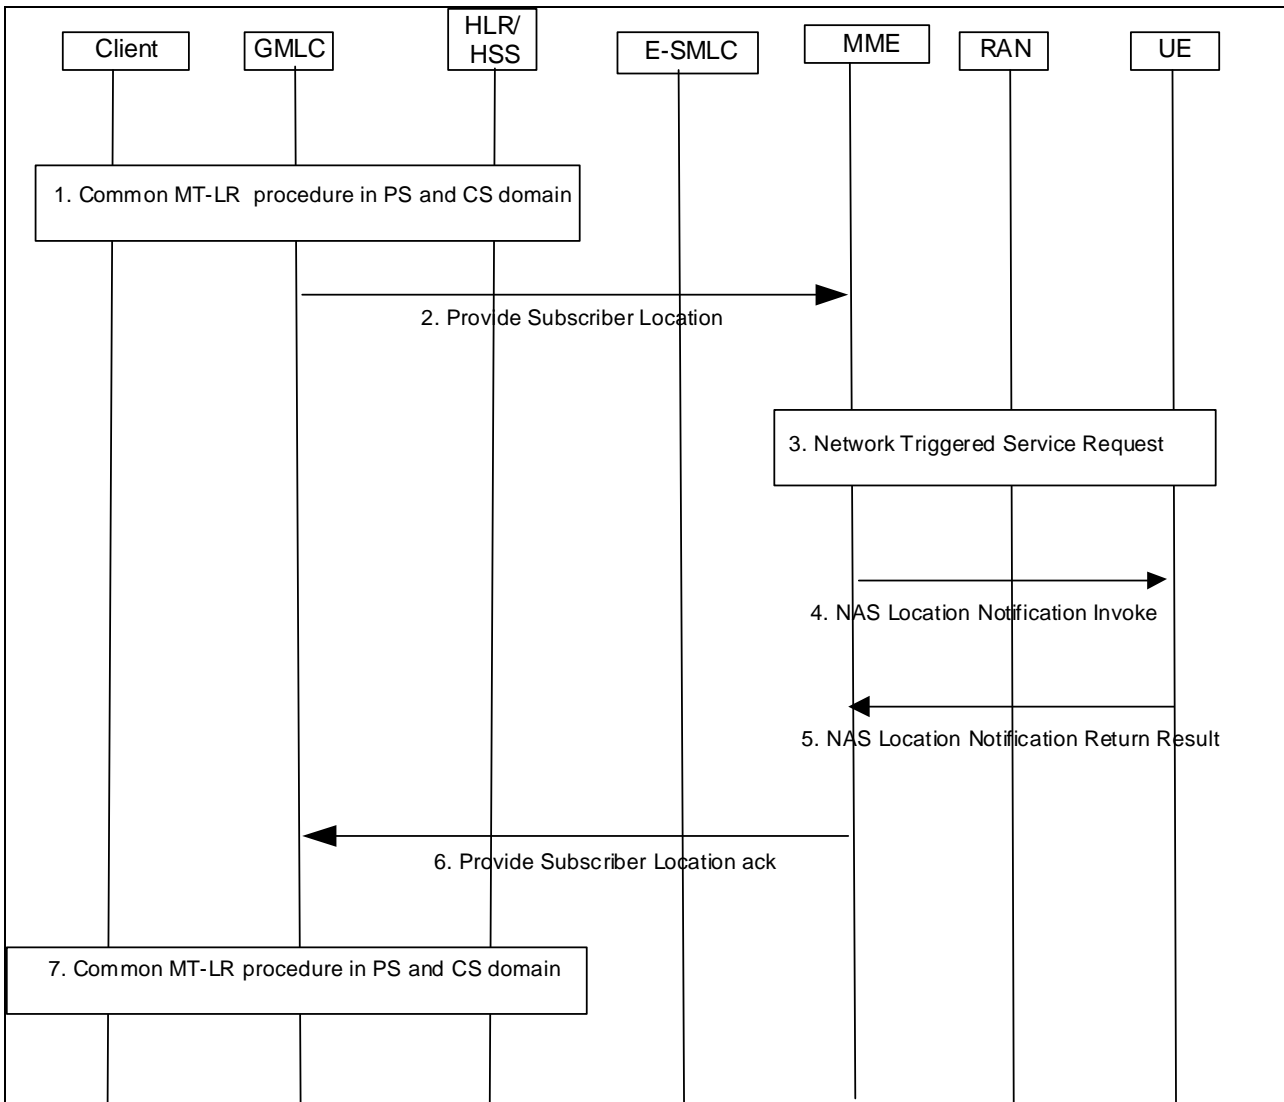 Client
GMLC
HLR/
HSS
E-SMLC
MME
RAN
UE
1. Common MT-LR procedure in PS and CS domain
2. Provide Subscriber Location
3. Network Triggered Service Request
4. NAS Location Notification Invoke
5. NAS Location Notification Return Result
6. Provide Subscriber Location ack
7. Common MT-LR procedure in PS and CS domain